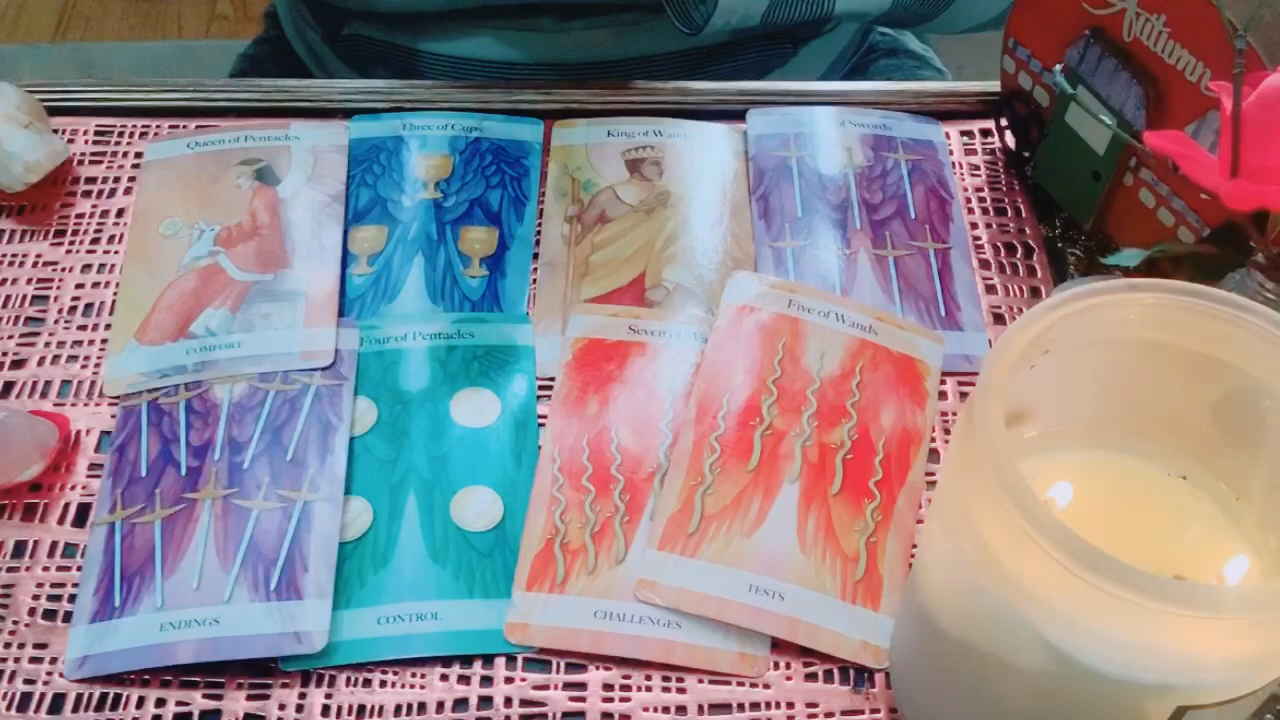 Queen of Pentacles
Three of Cups
King of Wands
of Swords
Autumn
COMFORT
Four of Pentacles
Seven of Wa
Five of Wands
ENDINGS
CONTROL
CHALLENGES
TESTS